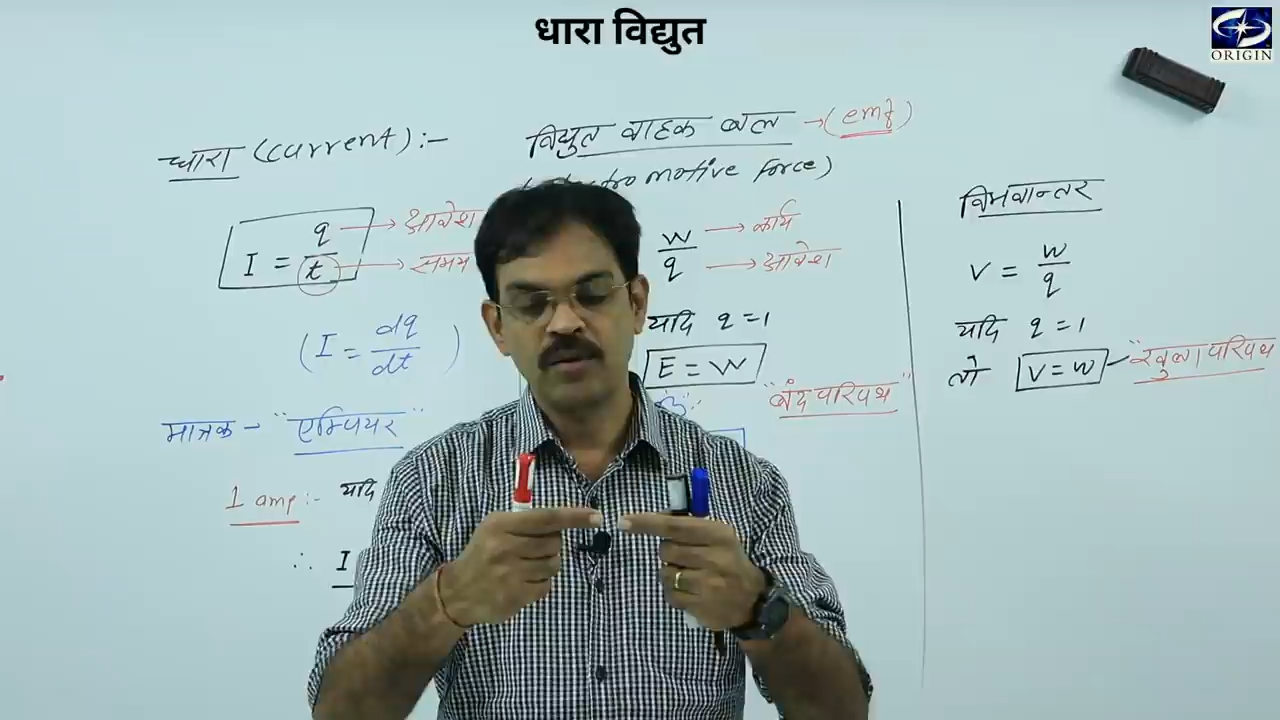 धारा विद्युत
ORIGIN
धारा (current) :-
I = q/t
→ आवेश
→ समय
(I = dq/dt)
मात्रक - "एम्पियर"
1 amp :- यदि
∴ I
विद्युत वाहक बल → (emf)
motive force)
w/q
→ कार्य
→ आवेश
यदि q = 1
E = W
"बंद परिपथ"
विभवान्तर
V = w/q
यदि q = 1
तो V = w
"खुला परिपथ